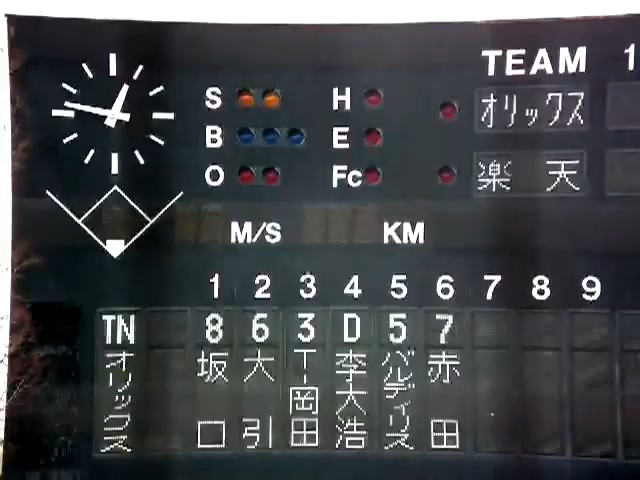 TEAM 1
S H オリックス
B E
O Fc 楽 天
M/S KM
1 2 3 4 5 6 7 8 9
TN 8 6 3 D 5 7
オリックス 坂口 大引 T-岡田 李大浩 バルディリス 赤田